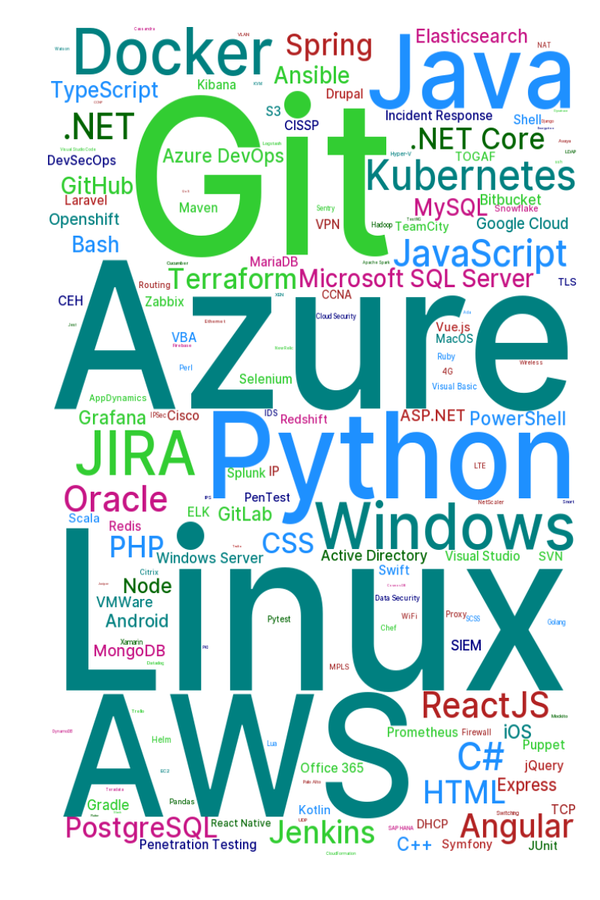 Cassandra
VLAN
Docker
Spring
Elasticsearch
NAT
Java
TypeScript
Kibana
Ansible
Drupal
S3
CISSP
Incident Response
Shell
.NET
.NET Core
DevSecOps
Azure DevOps
Git
Hyper-V
TOGAF
LDAP
Kubernetes
GitHub
Laravel
Maven
Sentry
MySQL
Bitbucket
Snowflake
Openshift
VPN
Hadoop
TeamCity
Google Cloud
Bash
JavaScript
MariaDB
Apache Spark
Terraform
Microsoft SQL Server
Routing
CCNA
TLS
CEH
Zabbix
Azure
Cloud Security
Ethernet
VBA
Vue.js
MacOS
Ruby
Wireless
Perl
4G
Selenium
Visual Basic
AppDynamics
Grafana
IPSec
Cisco
IDS
Redshift
ASP.NET
PowerShell
JIRA
Python
Splunk
IP
LTE
Oracle
PenTest
NetScaler
Scala
Redis
ELK
GitLab
Windows
PHP
CSS
Windows Server
Active Directory
Visual Studio
SVN
Citrix
Swift
Node
Linux
VMWare
Data Security
Android
Pytest
WiFi
Proxy
SCSS
Golang
Chef
Xamarin
MongoDB
SIEM
MPLS
ReactJS
AWS
Helm
Lua
Prometheus
Firewall
iOS
Puppet
C#
Office 365
jQuery
HTML
Express
Gradle
Pandas
Kotlin
TCP
PostgreSQL
React Native
Jenkins
SAP HANA
DHCP
Switching
Angular
Penetration Testing
C++
Symfony
JUnit
Cloudformation